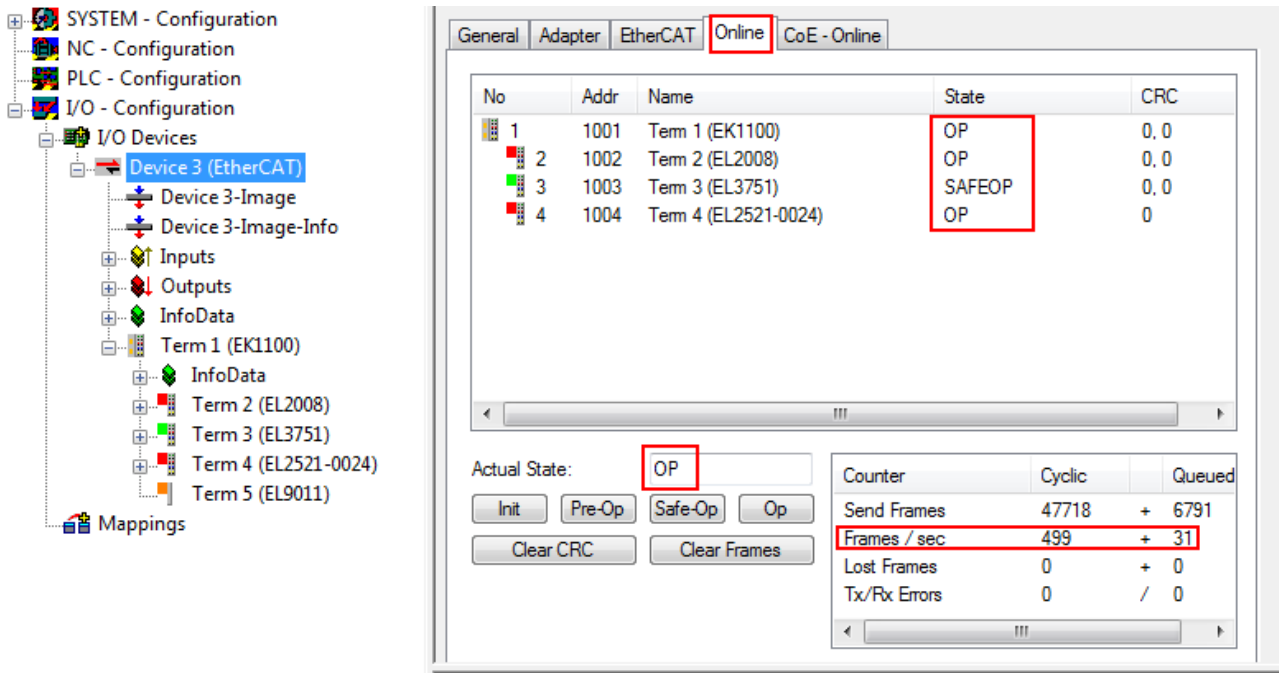 SYSTEM - Configuration
NC - Configuration
PLC - Configuration
I/O - Configuration
I/O Devices
Device 3 (EtherCAT)
Device 3-Image
Device 3-Image-Info
Inputs
Outputs
InfoData
Term 1 (EK1100)
InfoData
Term 2 (EL2008)
Term 3 (EL3751)
Term 4 (EL2521-0024)
Term 5 (EL9011)
Mappings
General Adapter EtherCAT Online CoE - Online
No Addr Name State CRC
1 1001 Term 1 (EK1100) OP 0, 0
2 1002 Term 2 (EL2008) OP 0, 0
3 1003 Term 3 (EL3751) SAFEOP 0, 0
4 1004 Term 4 (EL2521-0024) OP 0
Actual State: OP
Init Pre-Op Safe-Op Op
Clear CRC Clear Frames
Counter Cyclic Queued
Send Frames 47718 + 6791
Frames / sec 499 + 31
Lost Frames 0 + 0
Tx/Rx Errors 0 / 0